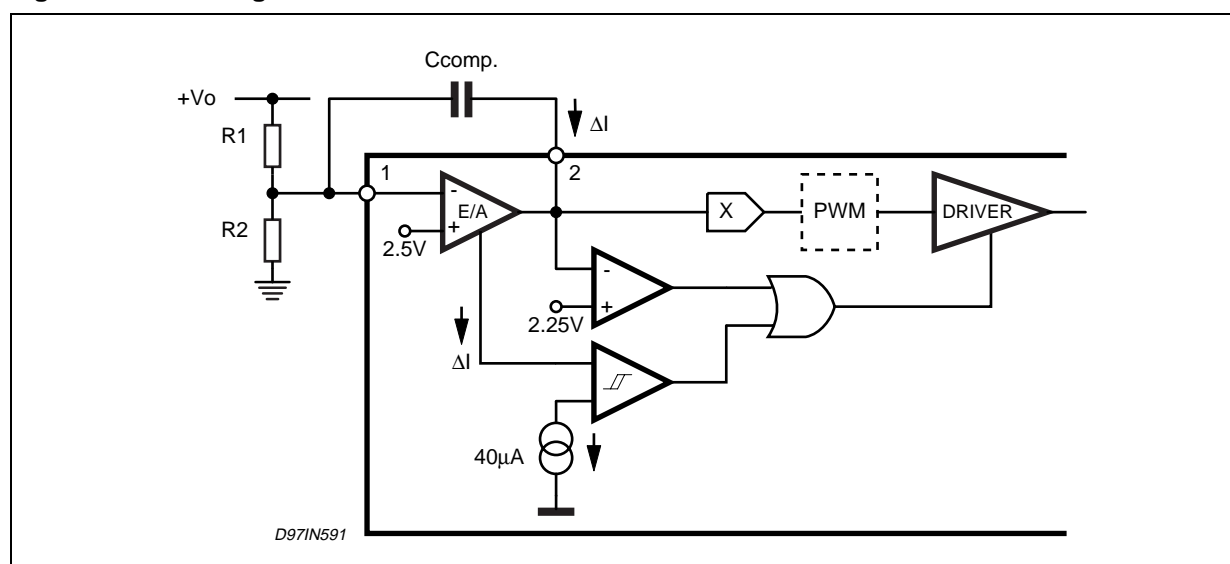 Ccomp.
+Vo
ΔI
R1
1
2
E/A
-
+
X
PWM
DRIVER
R2
2.5V
-
+
2.25V
ΔI
40μA
D97IN591